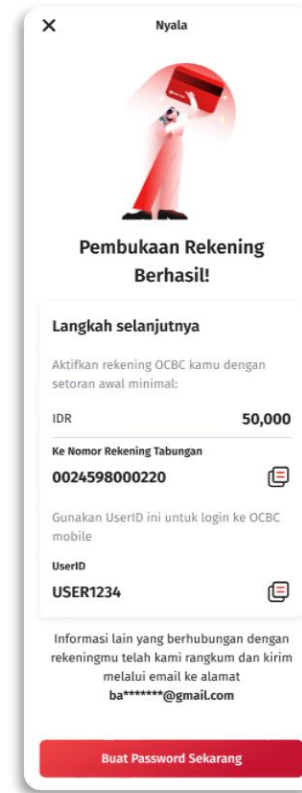 Nyala
Pembukaan Rekening
Berhasil!
Langkah selanjutnya
Aktifkan rekening OCBC kamu dengan
setoran awal minimal:
IDR 50,000
Ke Nomor Rekening Tabungan
0024598000220
Gunakan UserID ini untuk login ke OCBC
mobile
UserID
USER1234
Informasi lain yang berhubungan dengan
rekeningmu telah kami rangkum dan kirim
melalui email ke alamat
ba*******@gmail.com
Buat Password Sekarang